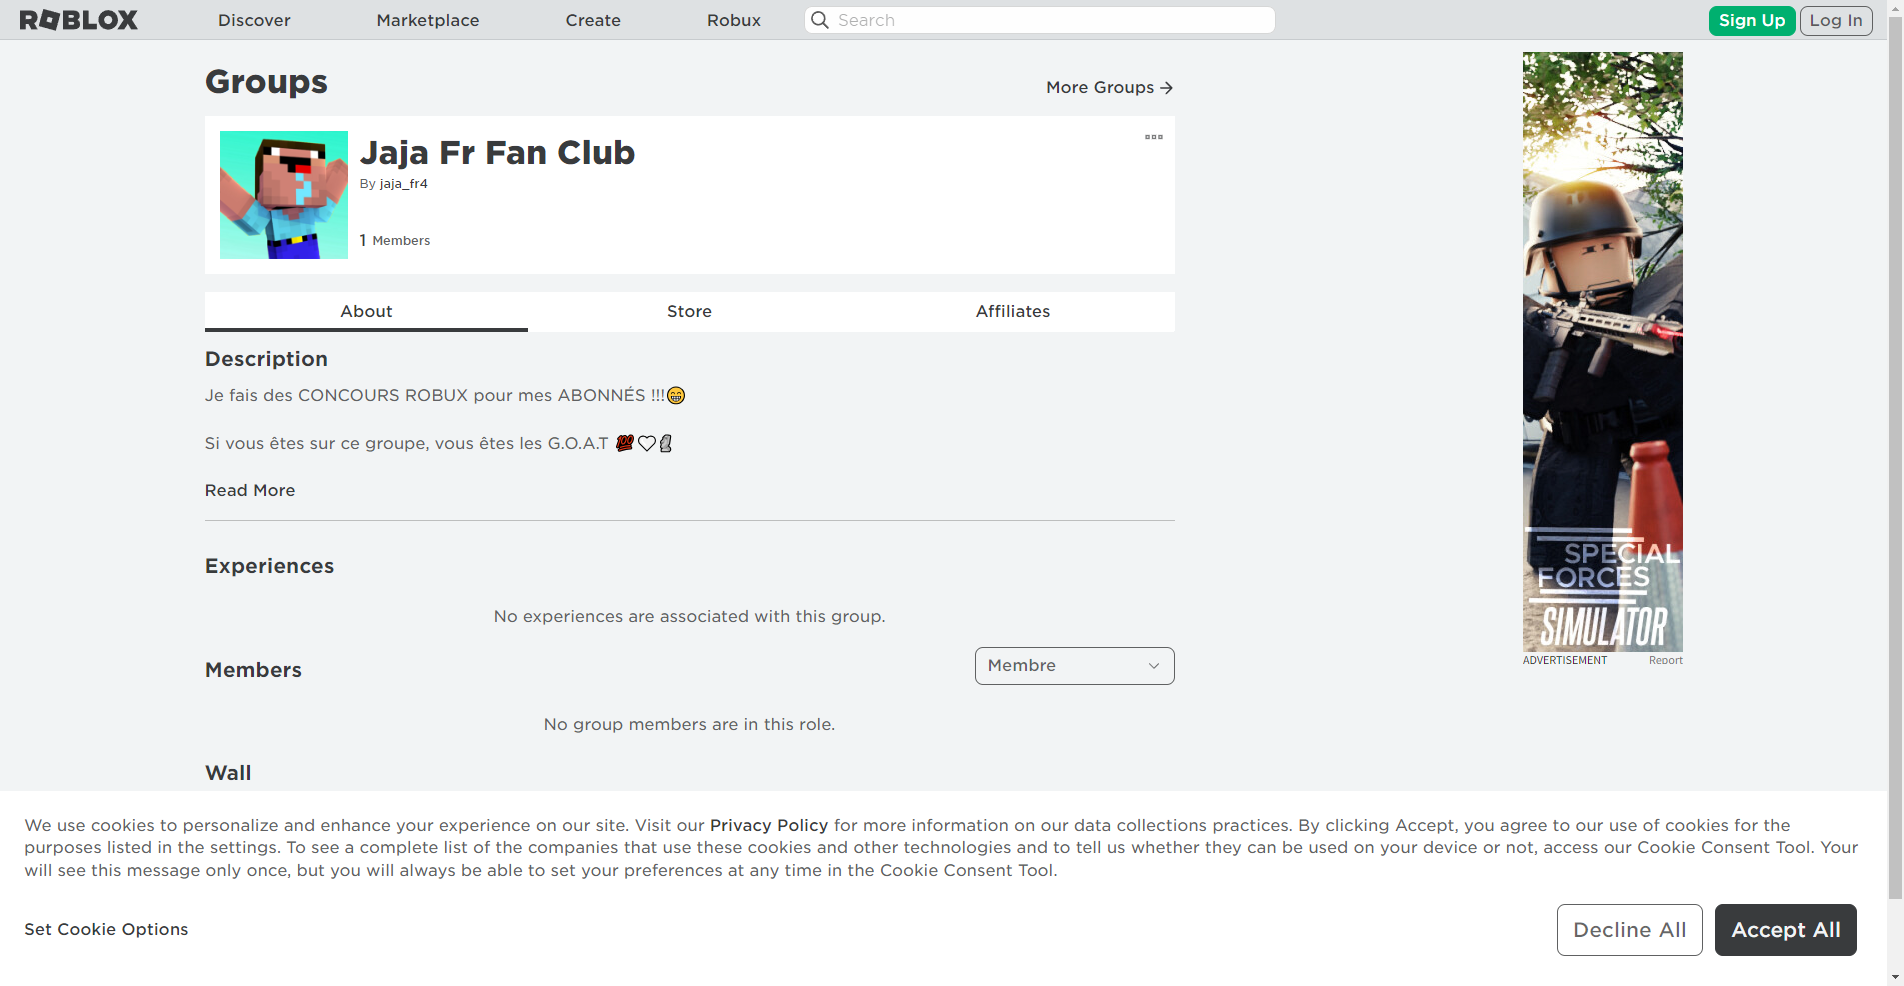 ROBLOX
Discover
Marketplace
Create
Robux
Search
Sign Up
Log In
Groups
More Groups
Jaja Fr Fan Club
By jaja_fr4
1 Members
About
Store
Affiliates
Description
Je fais des CONCOURS ROBUX pour mes ABONNÉS !!!😁
Si vous êtes sur ce groupe, vous êtes les G.O.A.T 💯🤍🗿
Read More
Experiences
No experiences are associated with this group.
Members
Membre
No group members are in this role.
Wall
SPECIAL
FORCES
SIMULATOR
ADVERTISEMENT
Report
We use cookies to personalize and enhance your experience on our site. Visit our Privacy Policy for more information on our data collections practices. By clicking Accept, you agree to our use of cookies for the
purposes listed in the settings. To see a complete list of the companies that use these cookies and other technologies and to tell us whether they can be used on your device or not, access our Cookie Consent Tool. Your
will see this message only once, but you will always be able to set your preferences at any time in the Cookie Consent Tool.
Set Cookie Options
Decline All
Accept All